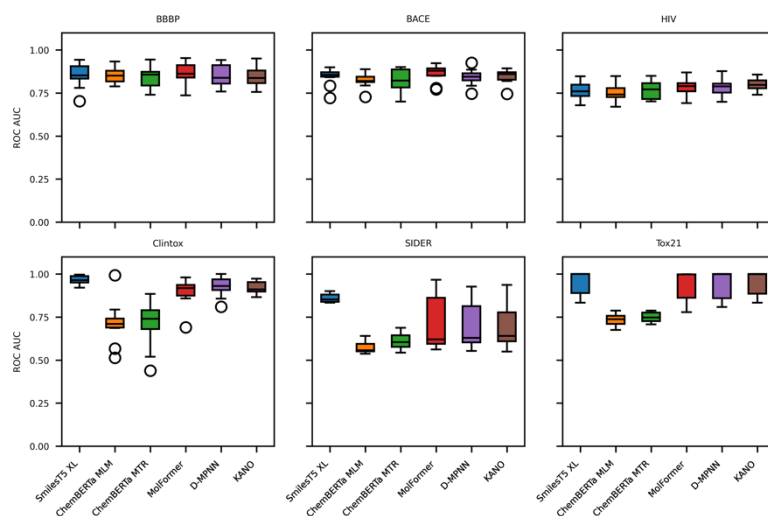 BBBP
BACE
HIV
ROC AUC
1.00
0.75
0.50
0.25
0.00
Clintox
SIDER
Tox21
ROC AUC
1.00
0.75
0.50
0.25
0.00
SmilesT5 XL
ChemBERTa MLM
ChemBERTa MTR
MolFormer
D-MPNN
KANO
SmilesT5 XL
ChemBERTa MLM
ChemBERTa MTR
MolFormer
D-MPNN
KANO
SmilesT5 XL
ChemBERTa MLM
ChemBERTa MTR
MolFormer
D-MPNN
KANO